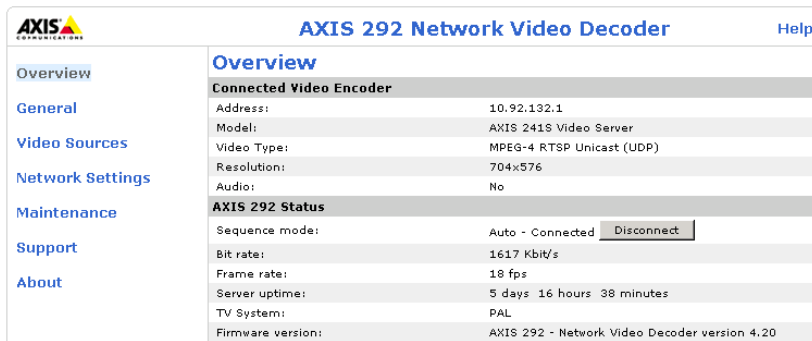 AXIS
COMMUNICATIONS
AXIS 292 Network Video Decoder
Help
Overview
General
Video Sources
Network Settings
Maintenance
Support
About
Overview
Connected Video Encoder
Address: 10.92.132.1
Model: AXIS 241S Video Server
Video Type: MPEG-4 RTSP Unicast (UDP)
Resolution: 704x576
Audio: No
AXIS 292 Status
Sequence mode: Auto - Connected Disconnect
Bit rate: 1617 Kbit/s
Frame rate: 18 fps
Server uptime: 5 days 16 hours 38 minutes
TV System: PAL
Firmware version: AXIS 292 - Network Video Decoder version 4.20